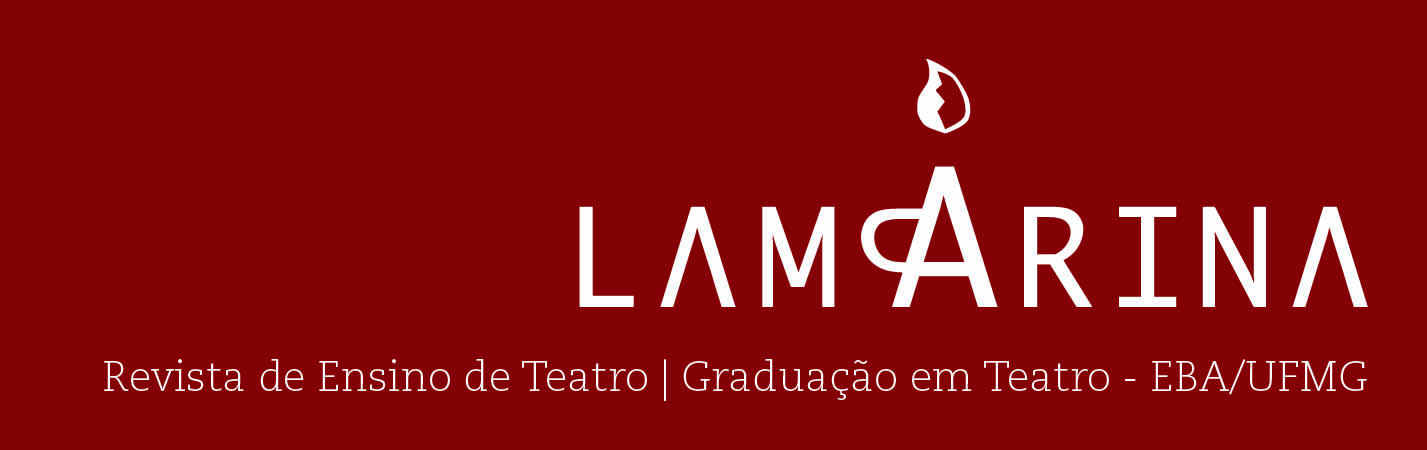 LAMPARINA
Revista de Ensino de Teatro | Graduação em Teatro - EBA/UFMG